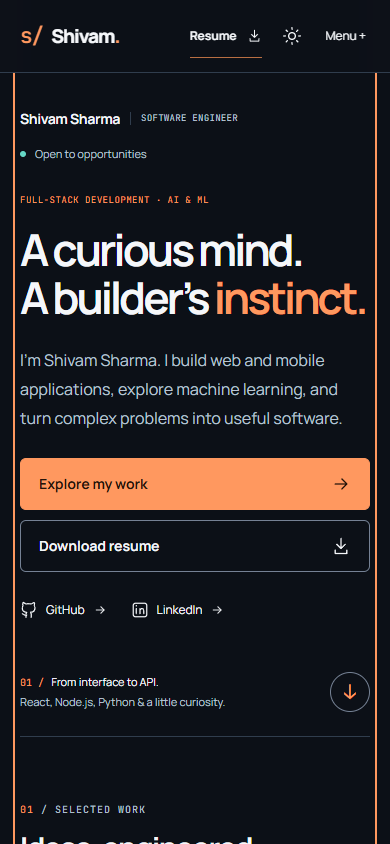 s/ Shivam.
Resume
Menu +
Shivam Sharma
SOFTWARE ENGINEER
Open to opportunities
FULL-STACK DEVELOPMENT · AI & ML
A curious mind.
A builder’s instinct.
I’m Shivam Sharma. I build web and mobile
applications, explore machine learning, and
turn complex problems into useful software.
Explore my work
Download resume
GitHub
LinkedIn
01 / From interface to API.
React, Node.js, Python & a little curiosity.
01 / SELECTED WORK
Ideas, engineered